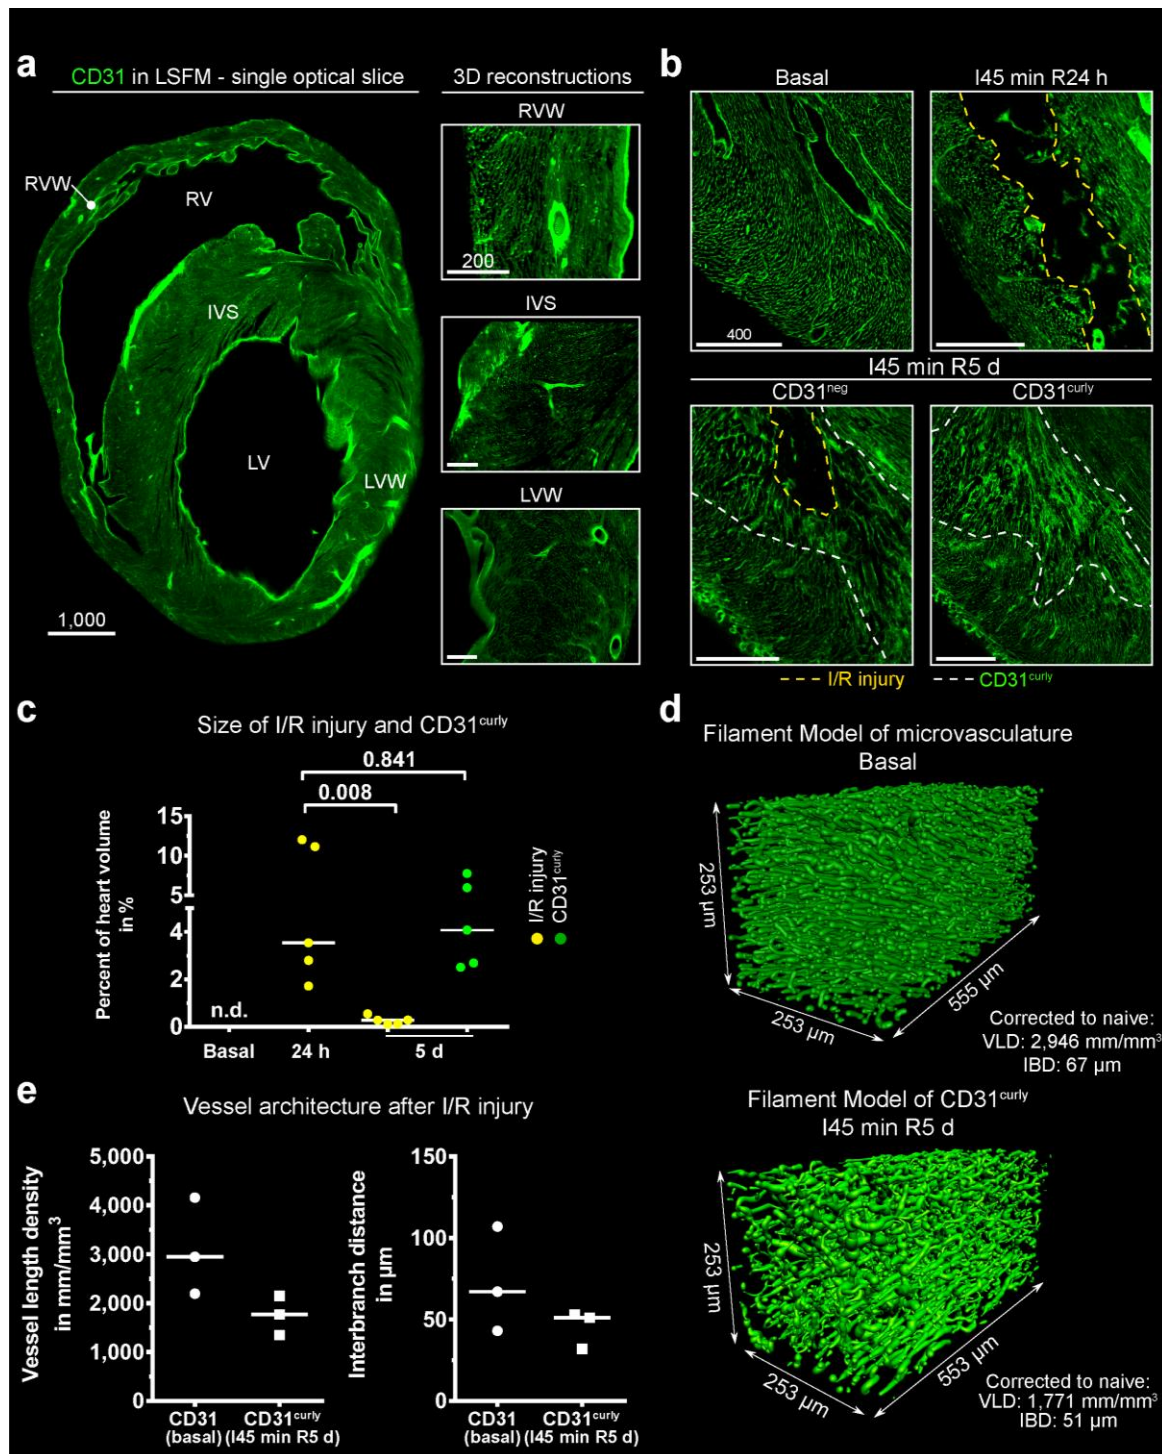 a
CD31 in LSFM - single optical slice
3D reconstructions
RVW
RVW
RV
200
IVS
IVS
LV
LVW
LVW
1,000
b
Basal
I45 min R24 h
400
I45 min R5 d
CD31neg
CD31curly
I/R injury
CD31curly
c
Size of I/R injury and CD31curly
0.841
0.008
Percent of heart volume
in %
15
10
5
4
2
0
n.d.
Basal
24 h
5 d
I/R injury
CD31curly
d
Filament Model of microvasculature
Basal
253 µm
253 µm
555 µm
Corrected to naive:
VLD: 2,946 mm/mm³
IBD: 67 µm
Filament Model of CD31curly
I45 min R5 d
253 µm
253 µm
553 µm
Corrected to naive:
VLD: 1,771 mm/mm³
IBD: 51 µm
e
Vessel architecture after I/R injury
Vessel length density
in mm/mm³
5,000
4,000
3,000
2,000
1,000
0
CD31
(basal)
CD31curly
(I45 min R5 d)
Interbranch distance
in µm
150
100
50
0
CD31
(basal)
CD31curly
(I45 min R5 d)